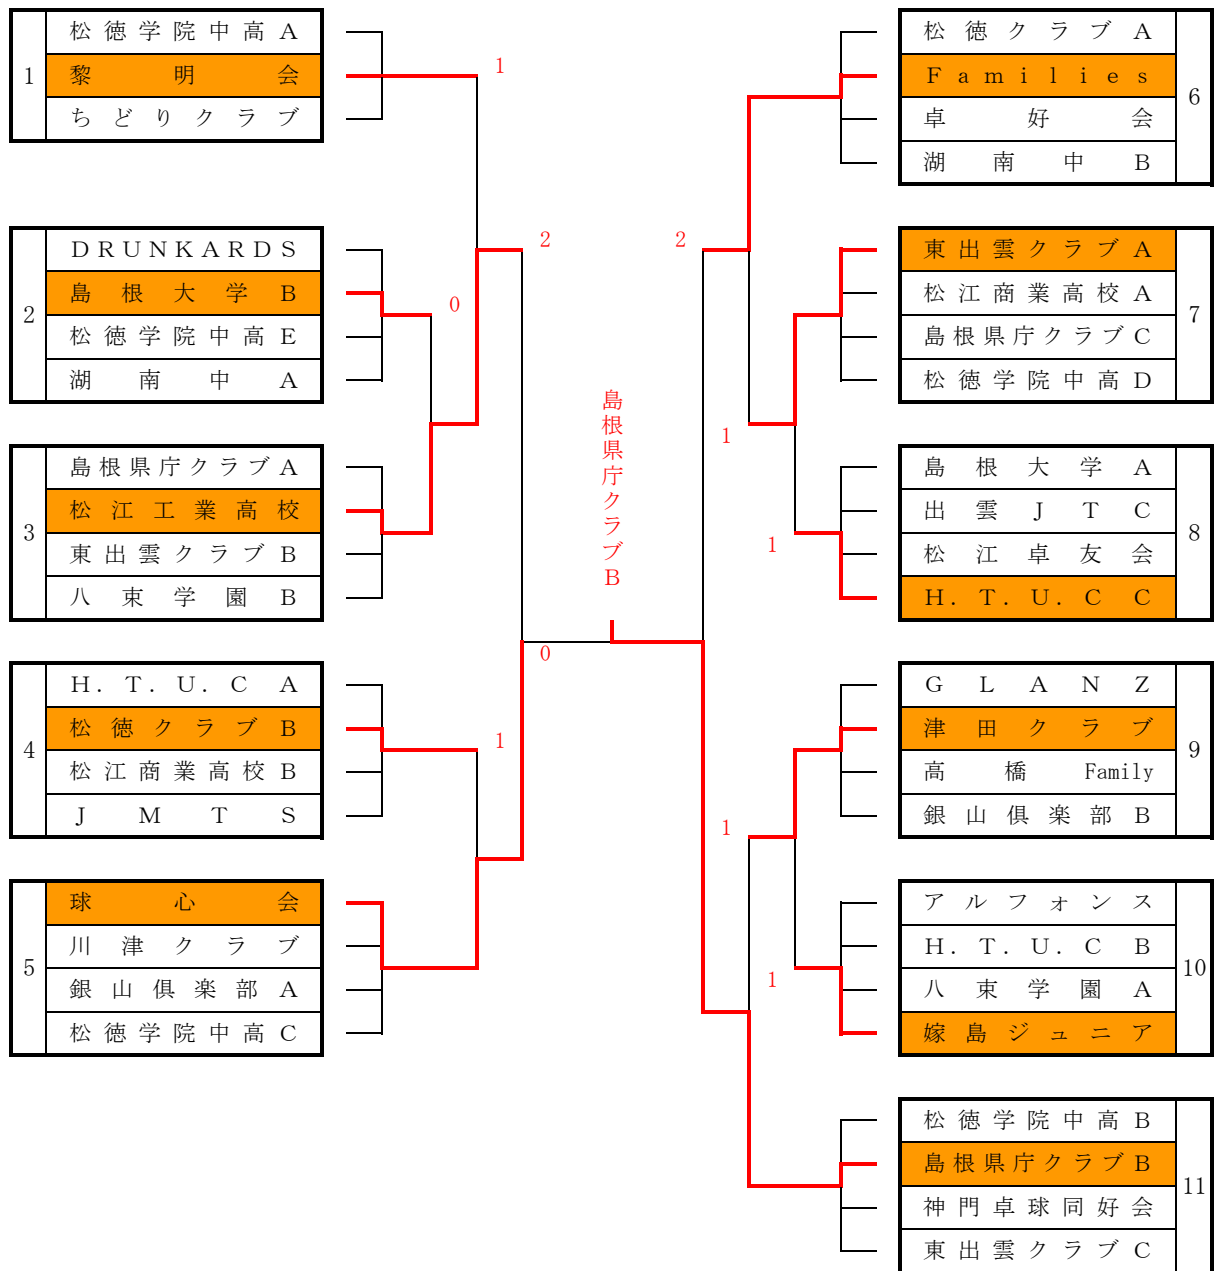 1
松徳学院中高A
黎明会
ちどりクラブ
2
DRUNKARDS
島根大学B
松徳学院中高E
湖南中A
3
島根県庁クラブA
松江工業高校
東出雲クラブB
八束学園B
4
H.T.U.C A
松徳クラブB
松江商業高校B
JMTS
5
球心会
川津クラブ
銀山倶楽部A
松徳学院中高C
1
2
0
0
1
島根県庁クラブB
2
1
1
1
1
松徳クラブA
Families
卓好会
湖南中B
6
東出雲クラブA
松江商業高校A
島根県庁クラブC
松徳学院中高D
7
島根大学A
出雲JTC
松江卓友会
H.T.U.C C
8
GLANZ
津田クラブ
高橋Family
銀山倶楽部B
9
アルフォンス
H.T.U.C B
八束学園A
嫁島ジュニア
10
松徳学院中高B
島根県庁クラブB
神門卓球同好会
東出雲クラブC
11